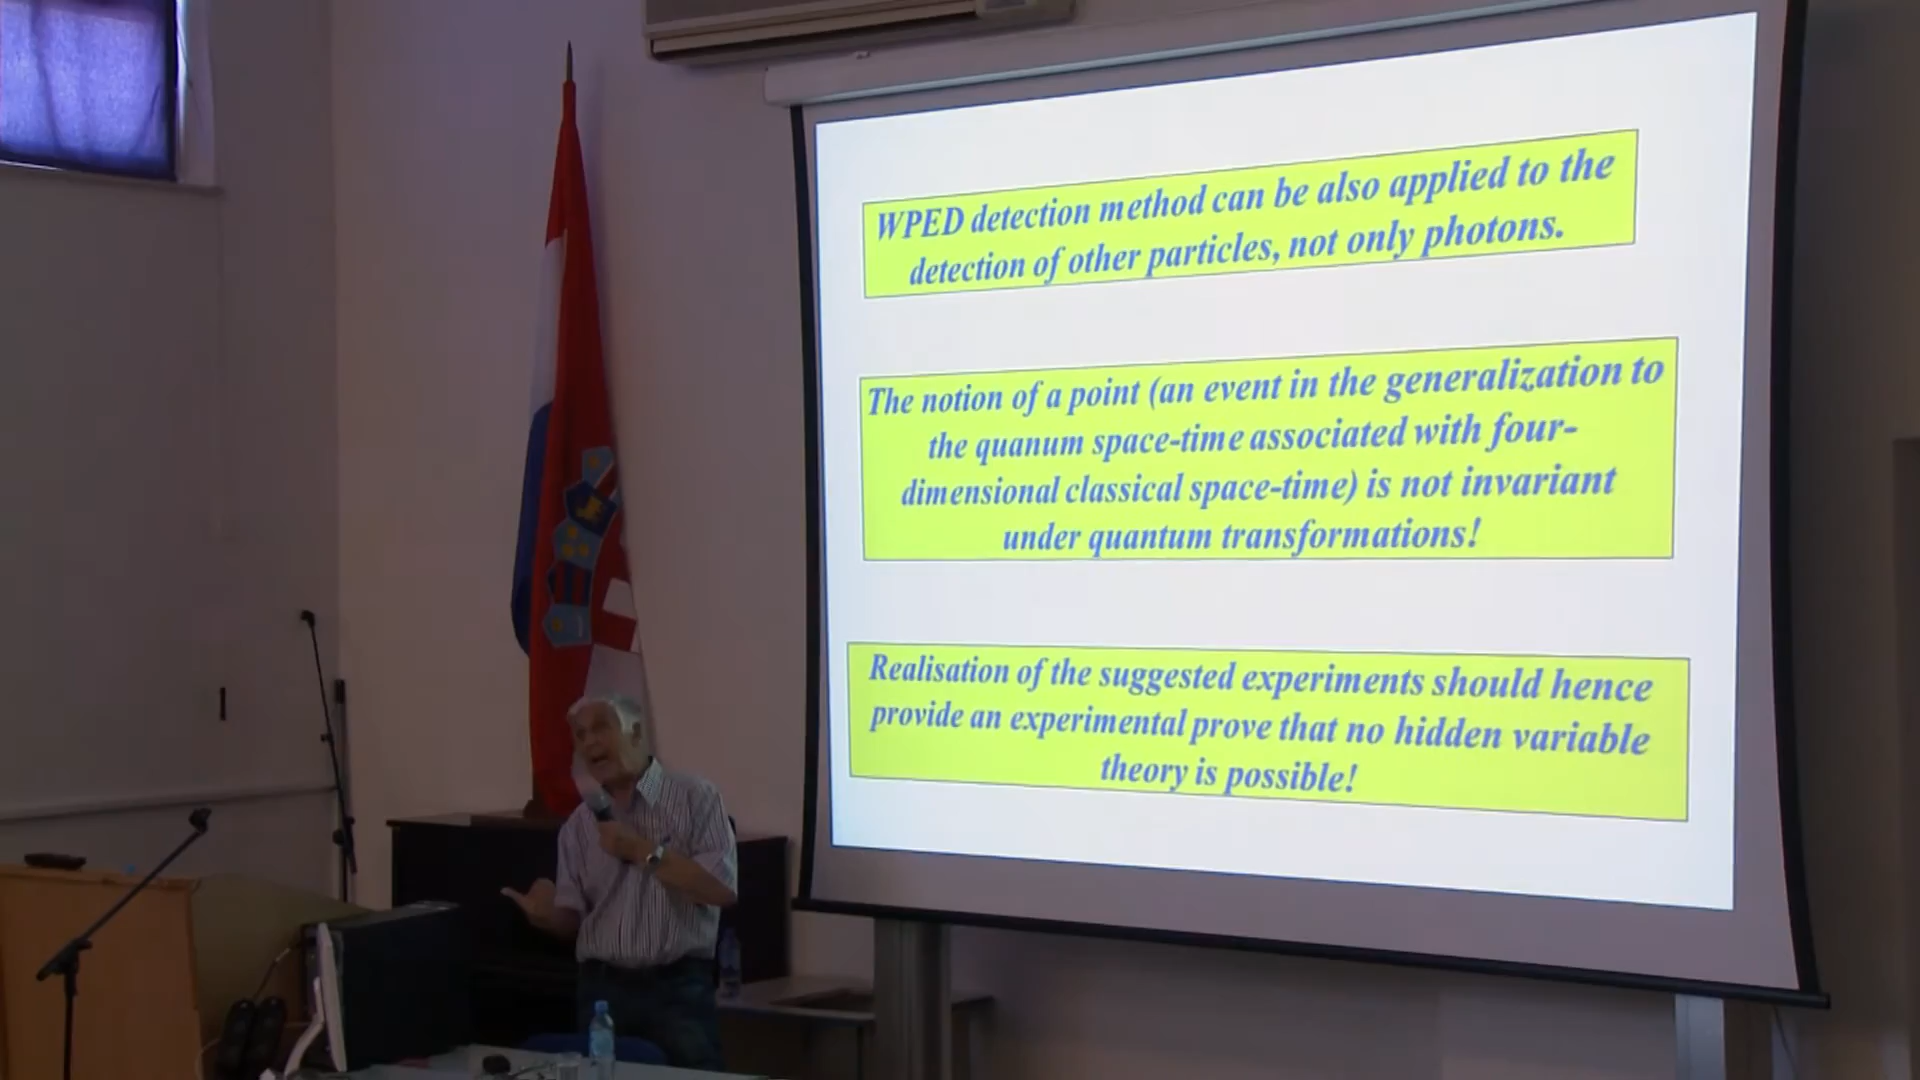 WPED detection method can be also applied to the
detection of other particles, not only photons.
The notion of a point (an event in the generalization to
the quanum space-time associated with four-
dimensional classical space-time) is not invariant
under quantum transformations!
Realisation of the suggested experiments should hence
provide an experimental prove that no hidden variable
theory is possible!